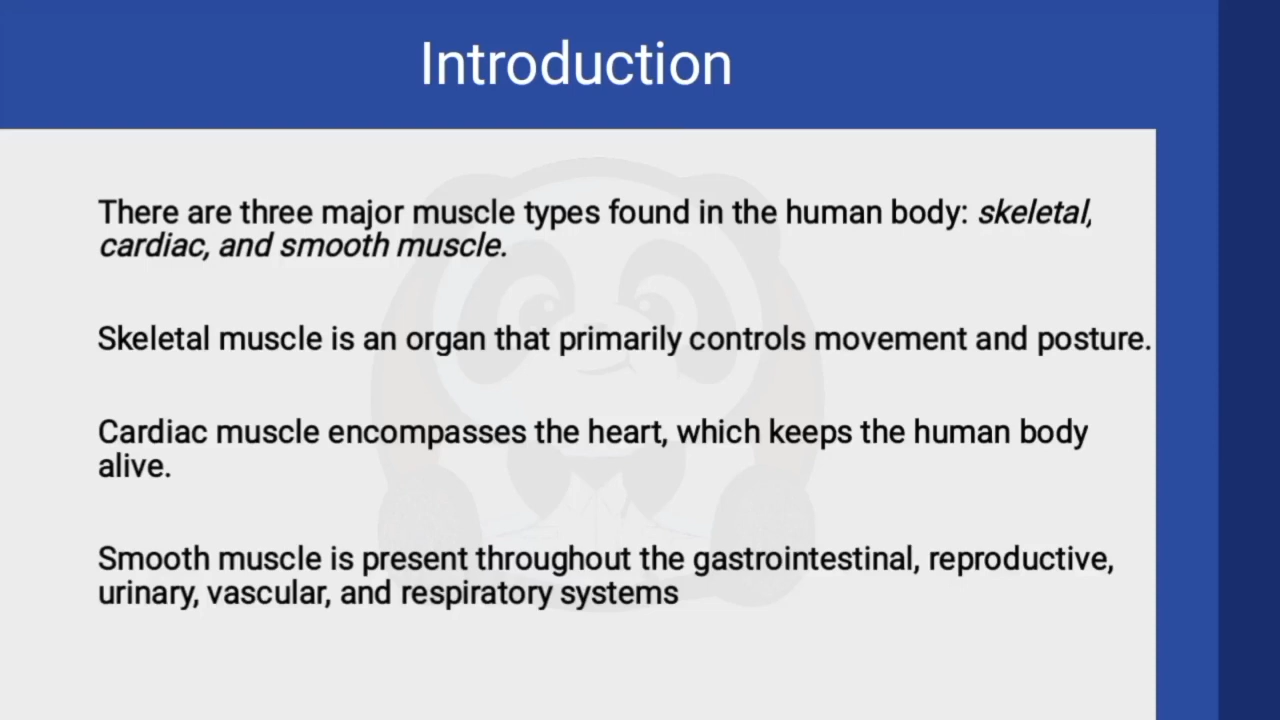 Introduction
There are three major muscle types found in the human body: skeletal,
cardiac, and smooth muscle.
Skeletal muscle is an organ that primarily controls movement and posture.
Cardiac muscle encompasses the heart, which keeps the human body
alive.
Smooth muscle is present throughout the gastrointestinal, reproductive,
urinary, vascular, and respiratory systems